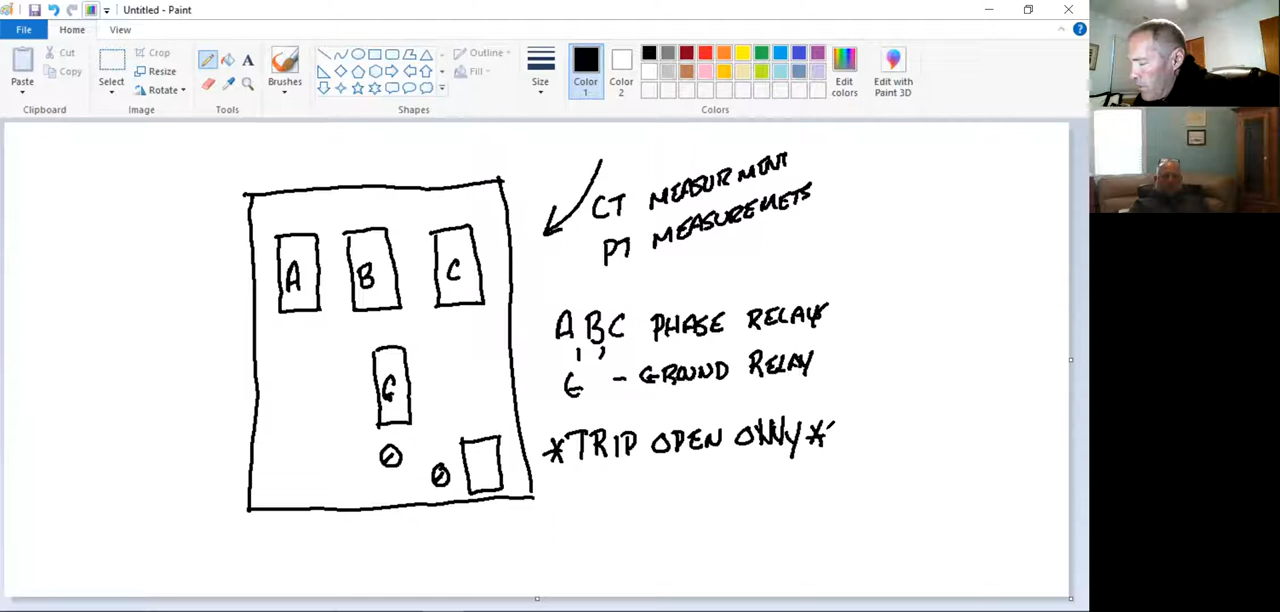 Untitled - Paint
File
Home
View
Paste
Cut
Copy
Clipboard
Select
Crop
Resize
Rotate
Image
A
Tools
Brushes
Shapes
Outline
Fill
Size
Color 1
Color 2
Colors
Edit colors
Edit with Paint 3D
CT MEASURMENT
PT MEASUREMETS
A B C
ABC PHASE RELAYS
G
G - GROUND RELAY
*TRIP OPEN ONLY*